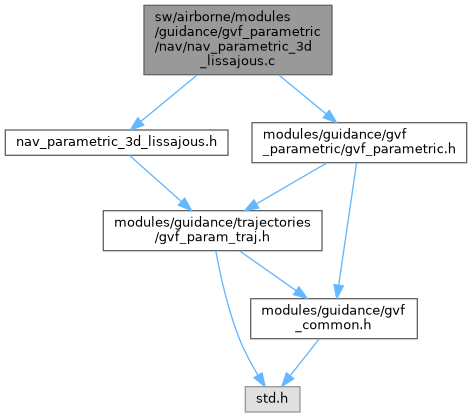 sw/airborne/modules
/guidance/gvf_parametric
/nav/nav_parametric_3d
_lissajous.c
nav_parametric_3d_lissajous.h
modules/guidance/gvf
_parametric/gvf_parametric.h
modules/guidance/trajectories
/gvf_param_traj.h
modules/guidance/gvf
_common.h
std.h